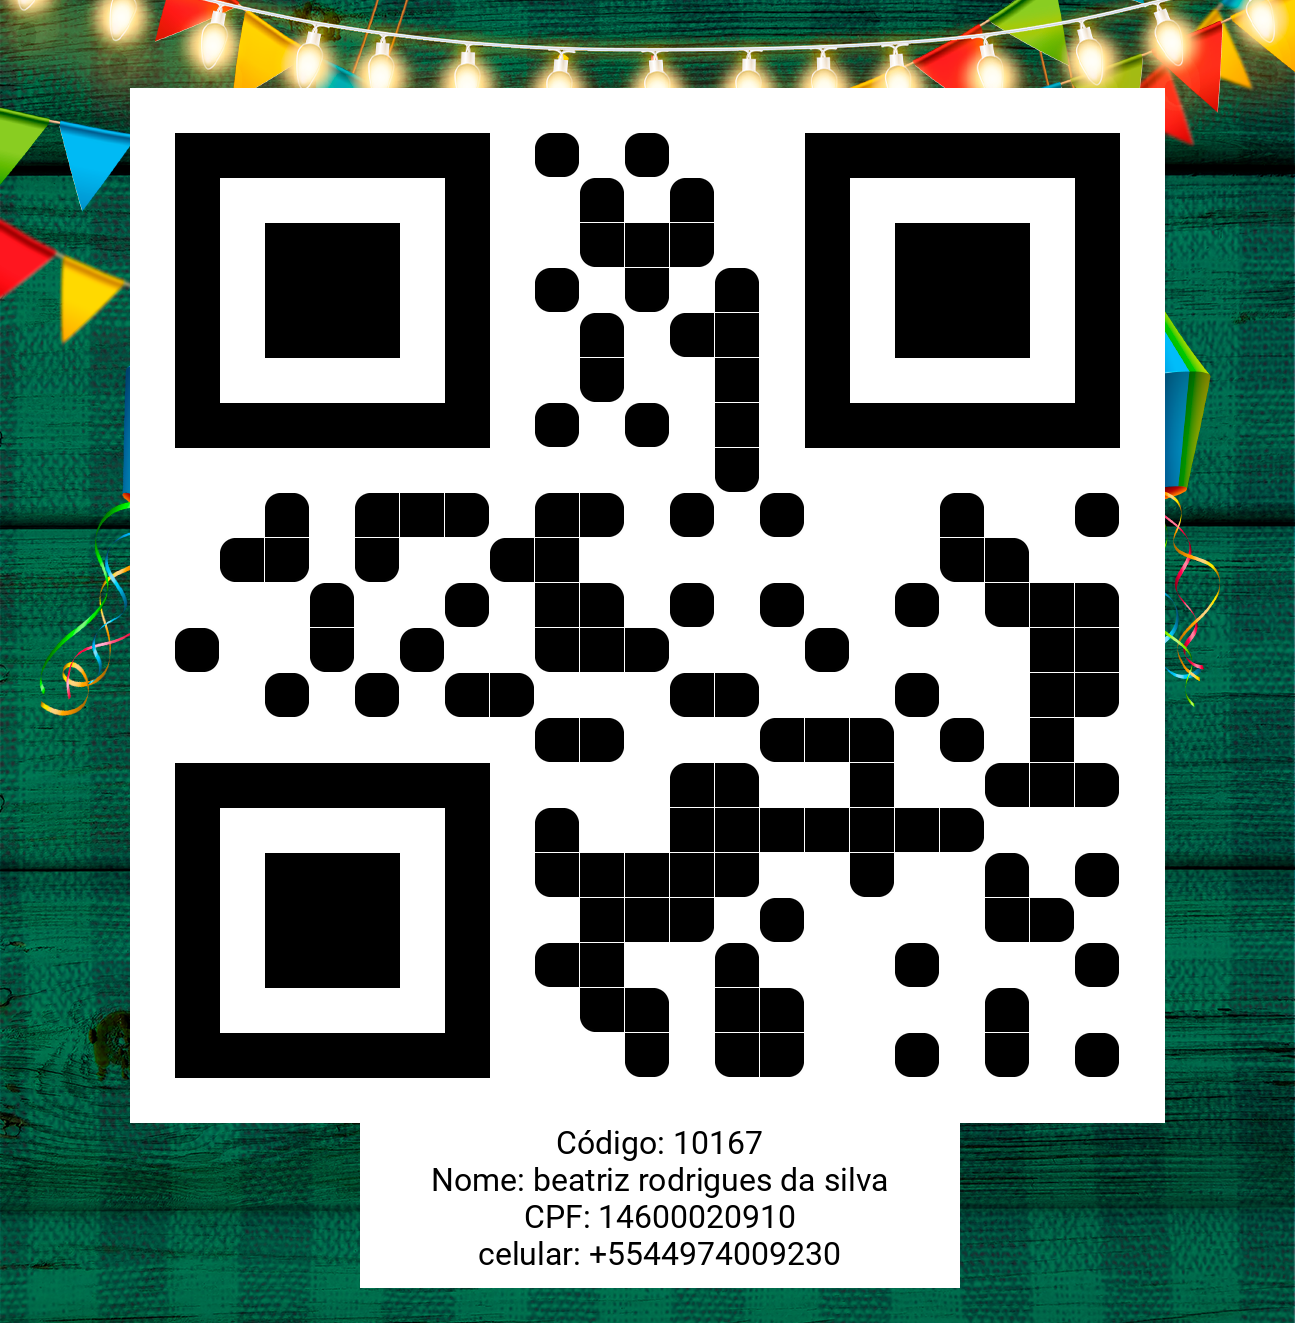 Código: 10167
Nome: beatriz rodrigues da silva
CPF: 14600020910
celular: +5544974009230